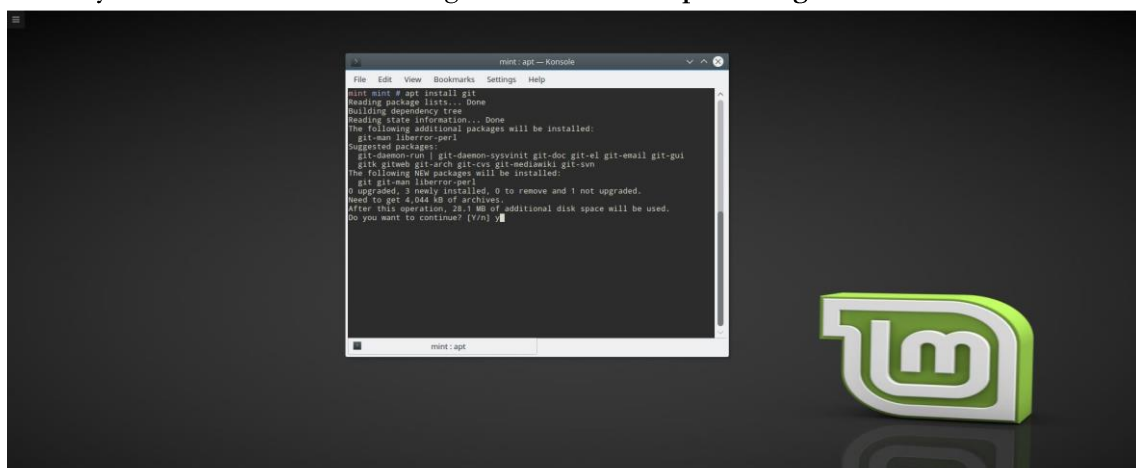 mint : apt — Konsole
File Edit View Bookmarks Settings Help
mint mint # apt install git
Reading package lists... Done
Building dependency tree
Reading state information... Done
The following additional packages will be installed:
git-man liberror-perl
Suggested packages:
git-daemon-run | git-daemon-sysvinit git-doc git-el git-email git-gui
gitk gitweb git-arch git-cvs git-mediawiki git-svn
The following NEW packages will be installed:
git git-man liberror-perl
0 upgraded, 3 newly installed, 0 to remove and 1 not upgraded.
Need to get 4,044 kB of archives.
After this operation, 28.1 MB of additional disk space will be used.
Do you want to continue? [Y/n] y
mint : apt
lm